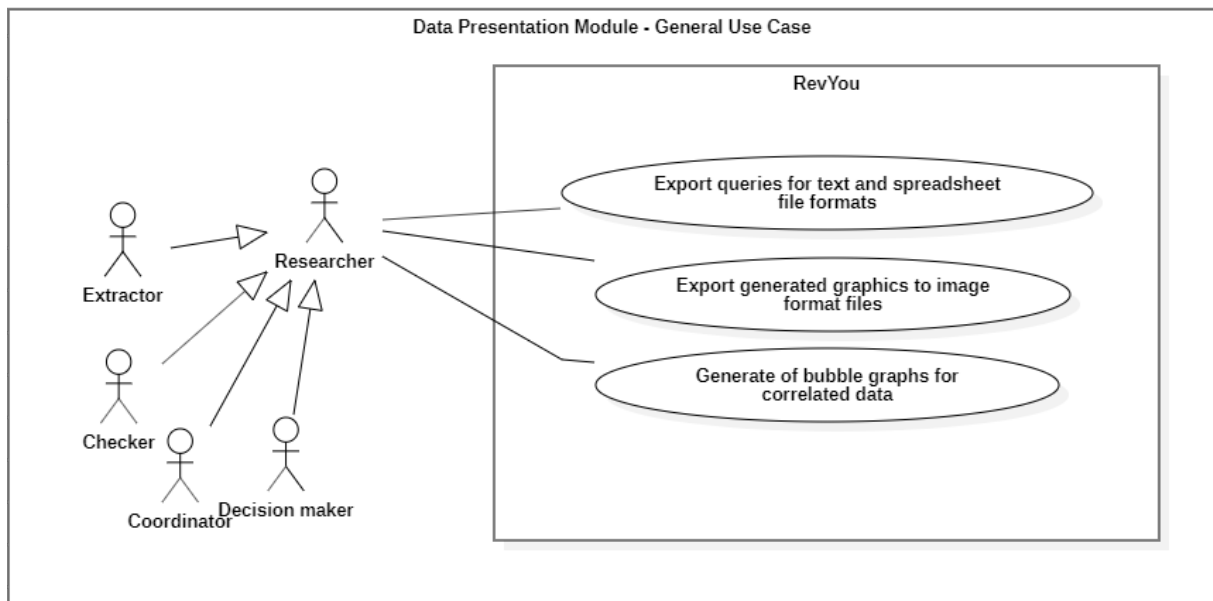 Data Presentation Module - General Use Case
RevYou
Export queries for text and spreadsheet
file formats
Researcher
Extractor
Export generated graphics to image
format files
Generate of bubble graphs for
correlated data
Checker
Coordinator
Decision maker